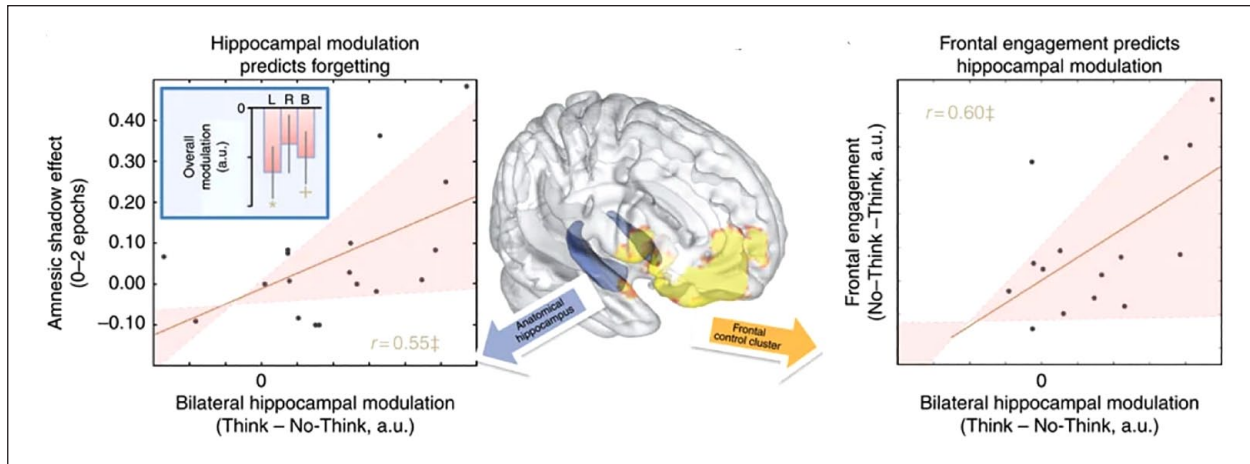 Hippocampal modulation
predicts forgetting
L R B
0
Overall
modulation
(a.u.)
*
+
0.40
0.30
0.20
0.10
0.00
−0.10
Amnesic shadow effect
(0–2 epochs)
r = 0.55‡
0
Bilateral hippocampal modulation
(Think – No-Think, a.u.)
Anatomical
hippocampus
Frontal
control cluster
Frontal engagement predicts
hippocampal modulation
r = 0.60‡
Frontal engagement
(No–Think –Think, a.u.)
0
Bilateral hippocampal modulation
(Think – No-Think, a.u.)